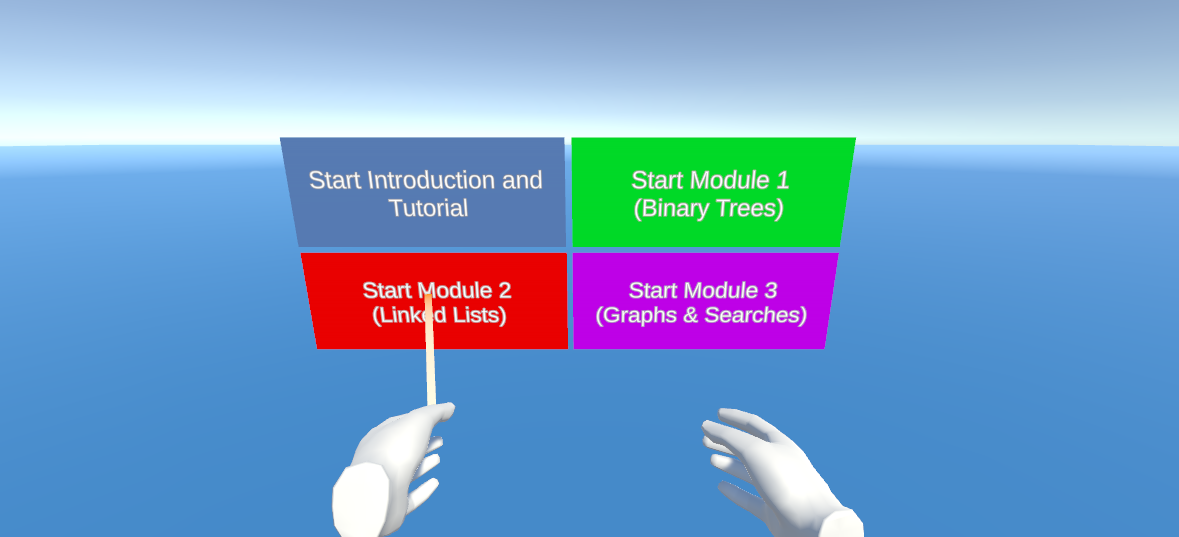 Start Introduction and
Tutorial
Start Module 1
(Binary Trees)
Start Module 2
(Linked Lists)
Start Module 3
(Graphs & Searches)